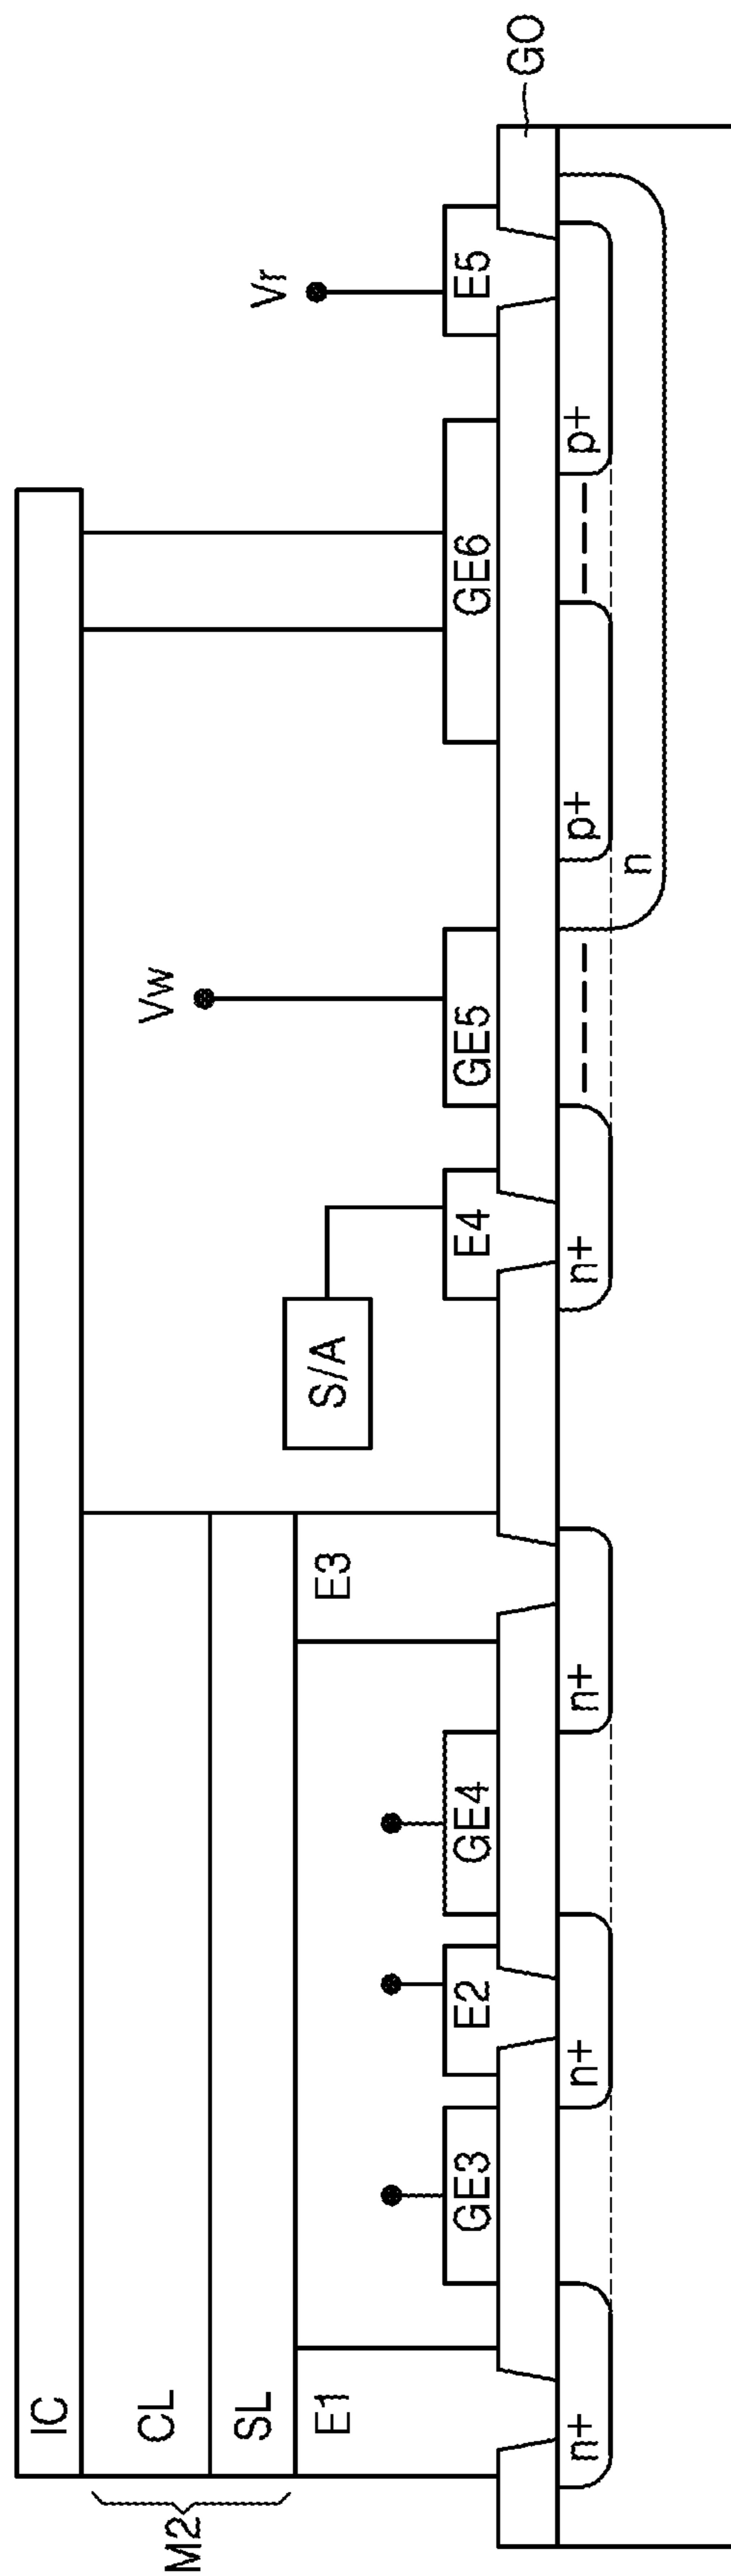 IC
M2
CL
SL
E1
E3
S/A
Vw
Vr
GE3
E2
GE4
E4
GE5
GE6
E5
GO
n+
n+
n+
n+
p+
p+
n